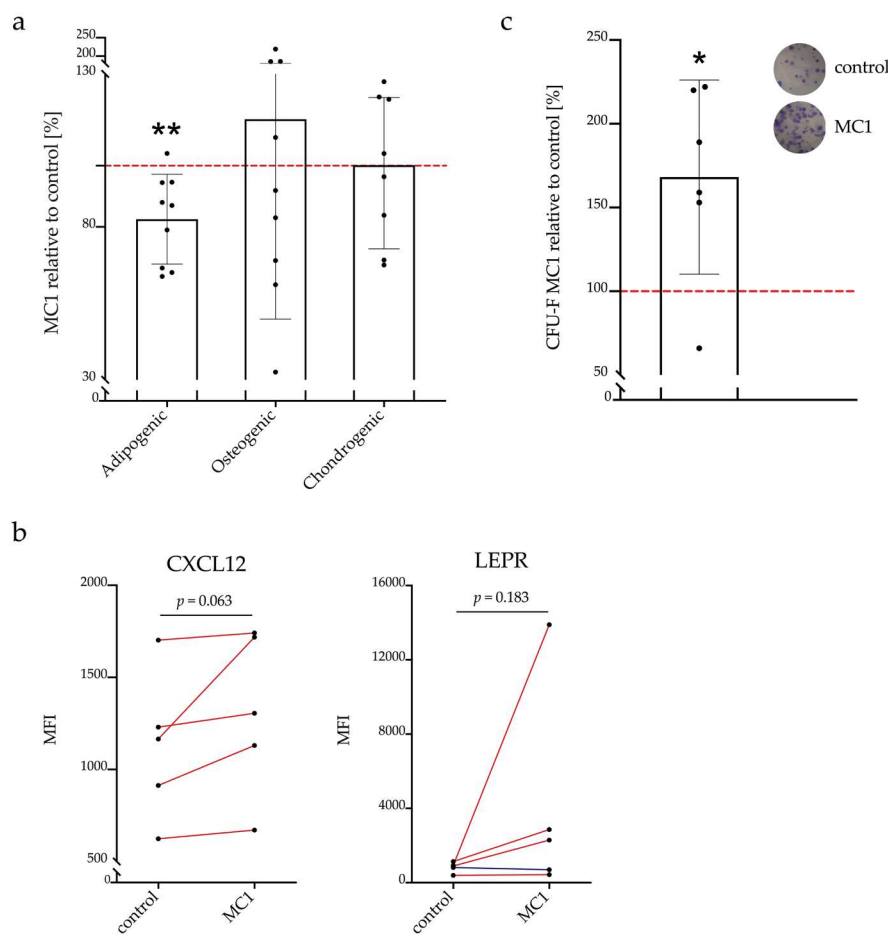 a
MC1 relative to control [%]
250
200
130
80
30
0
**
Adipogenic
Osteogenic
Chondrogenic
c
CFU-F MC1 relative to control [%]
250
200
150
100
50
0
*
control
MC1
b
CXCL12
p = 0.063
MFI
2000
1500
1000
500
0
control
MC1
LEPR
p = 0.183
MFI
16000
12000
8000
4000
0
control
MC1